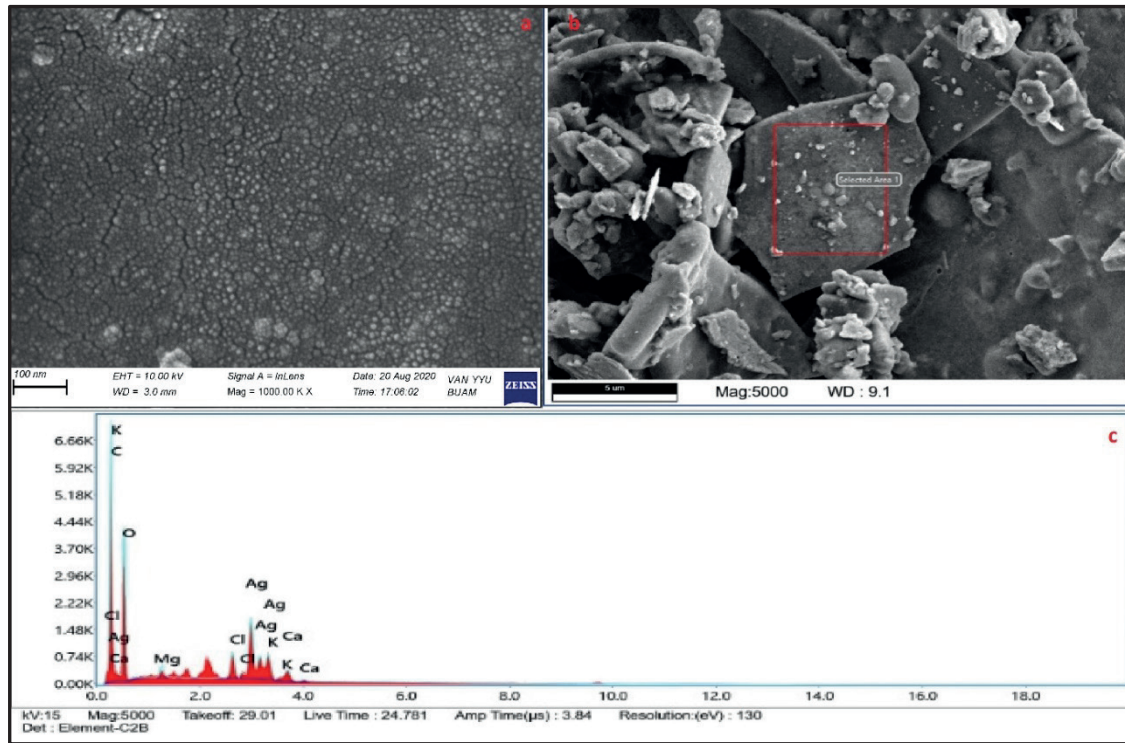 a
100 nm
EHT = 10.00 kV Signal A = InLens Date: 20 Aug 2020 VAN YYU
WD = 3.0 mm Mag = 1000.00 K X Time: 17:06:02 BUAM
ZEISS
b
Selected Area 1
5 um
Mag:5000 WD : 9.1
c
6.66K
5.92K
5.18K
4.44K
3.70K
2.96K
2.22K
1.48K
0.74K
0.00K
K
C
O
Cl
Ag
Ca
Mg
Cl
Cl
Ag
Ag
Ag
K
Ca
K
Ca
0.0 2.0 4.0 6.0 8.0 10.0 12.0 14.0 16.0 18.0
kV:15 Mag:5000 Takeoff: 29.01 Live Time : 24.781 Amp Time(µs) : 3.84 Resolution:(eV) : 130
Det : Element-C2B